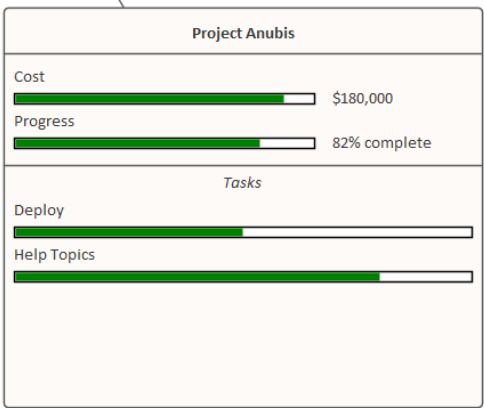 Project Anubis
Cost
$180,000
Progress
82% complete
Tasks
Deploy
Help Topics